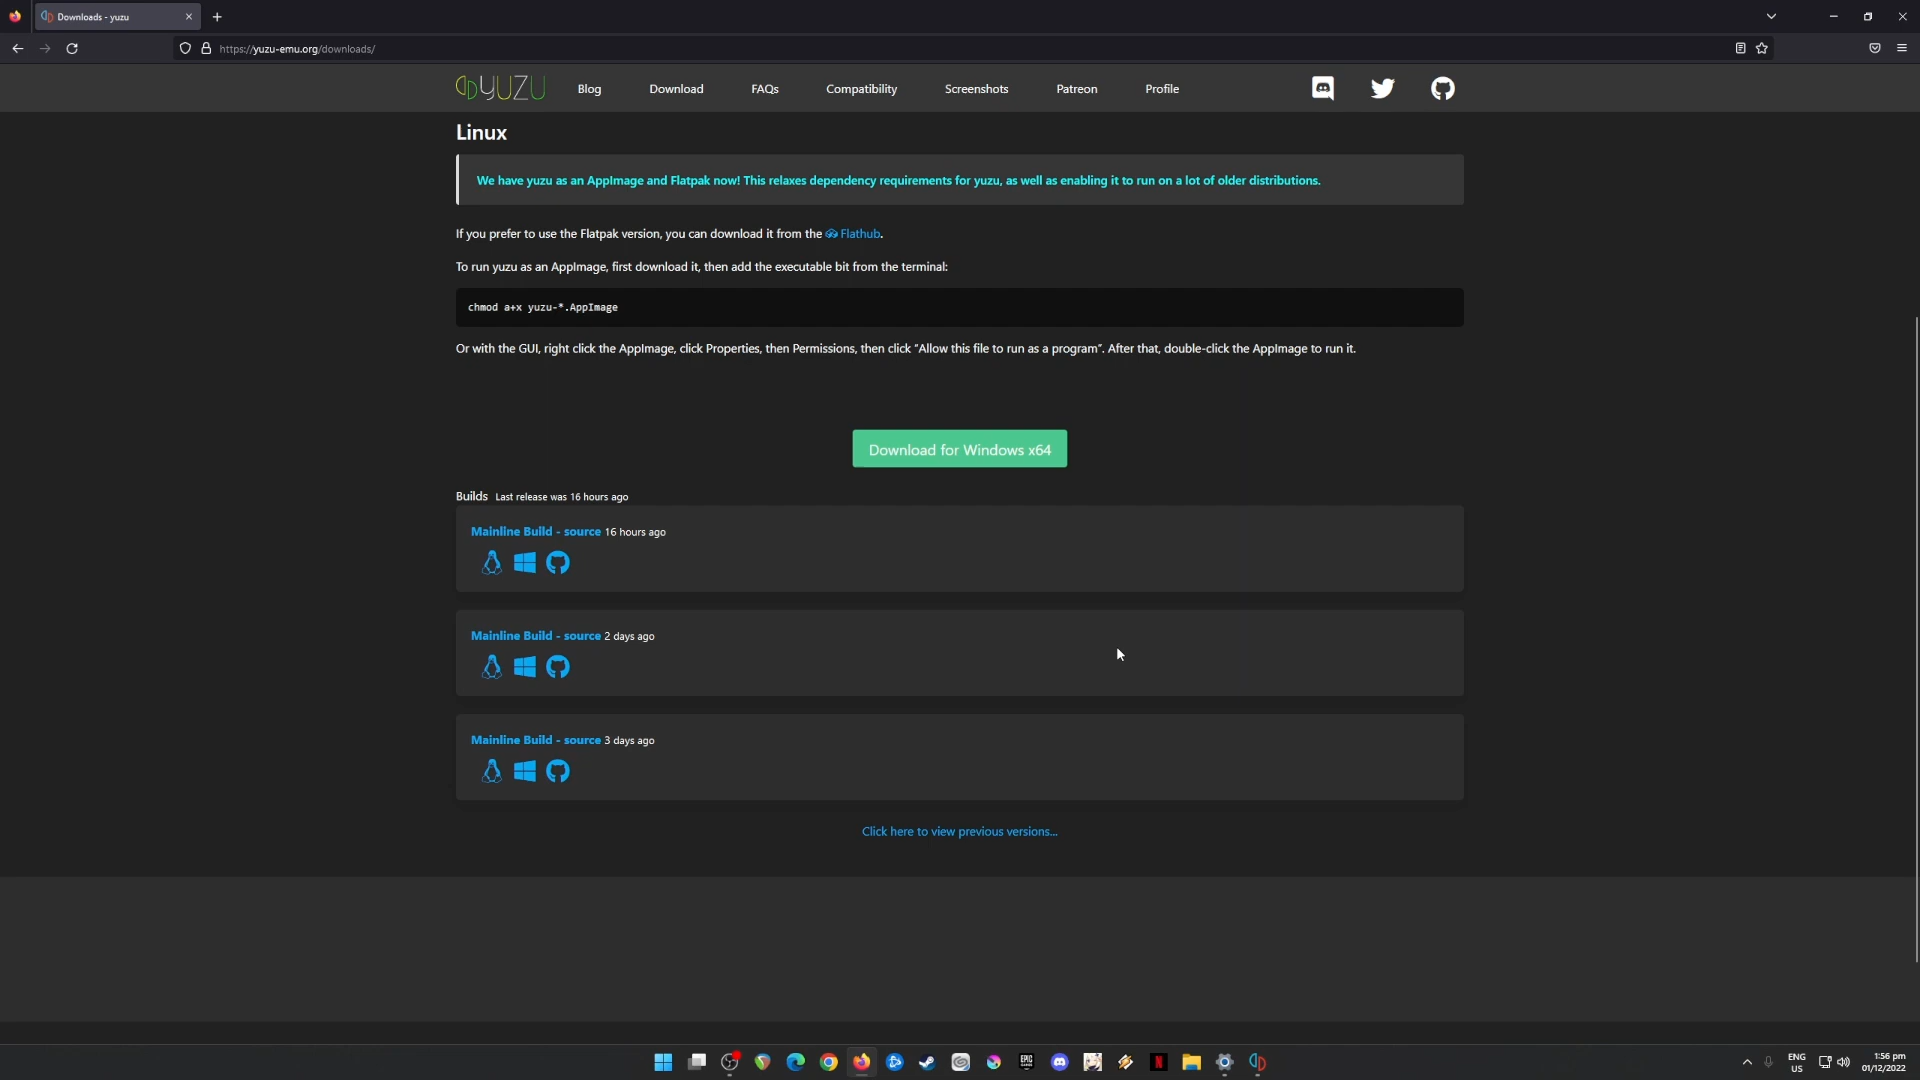 Downloads - yuzu
https://yuzu-emu.org/downloads/
YUZU
Blog
Download
FAQs
Compatibility
Screenshots
Patreon
Profile
Linux
We have yuzu as an AppImage and Flatpak now! This relaxes dependency requirements for yuzu, as well as enabling it to run on a lot of older distributions.
If you prefer to use the Flatpak version, you can download it from the Flathub.
To run yuzu as an AppImage, first download it, then add the executable bit from the terminal:
chmod a+x yuzu-*.AppImage
Or with the GUI, right click the AppImage, click Properties, then Permissions, then click “Allow this file to run as a program”. After that, double-click the AppImage to run it.
Download for Windows x64
Builds Last release was 16 hours ago
Mainline Build - source 16 hours ago
Mainline Build - source 2 days ago
Mainline Build - source 3 days ago
Click here to view previous versions...
EPIC
N
ENG
US
1:56 pm
01/12/2022